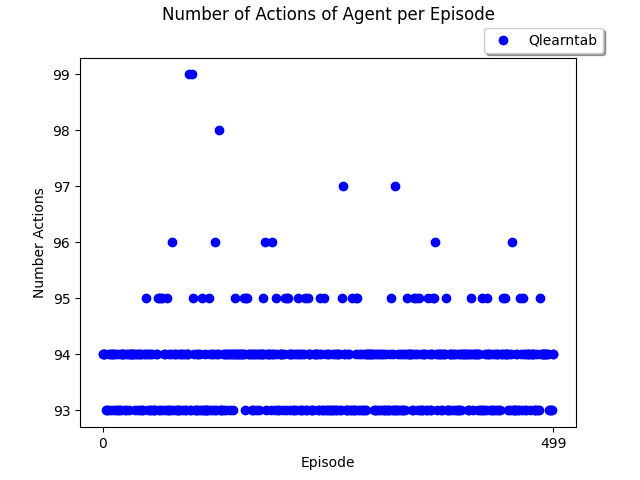 Number of Actions of Agent per Episode
Qlearntab
99
98
97
96
95
94
93
Number Actions
0
499
Episode